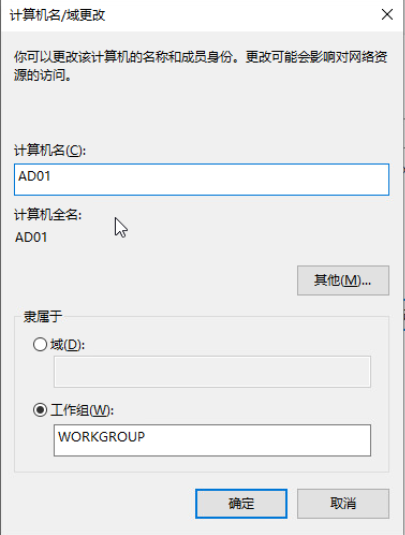 计算机名/域更改
你可以更改该计算机的名称和成员身份。更改可能会影响对网络资
源的访问。
计算机名(C):
AD01
计算机全名:
AD01
其他(M)...
隶属于
域(D):
工作组(W):
WORKGROUP
确定 取消